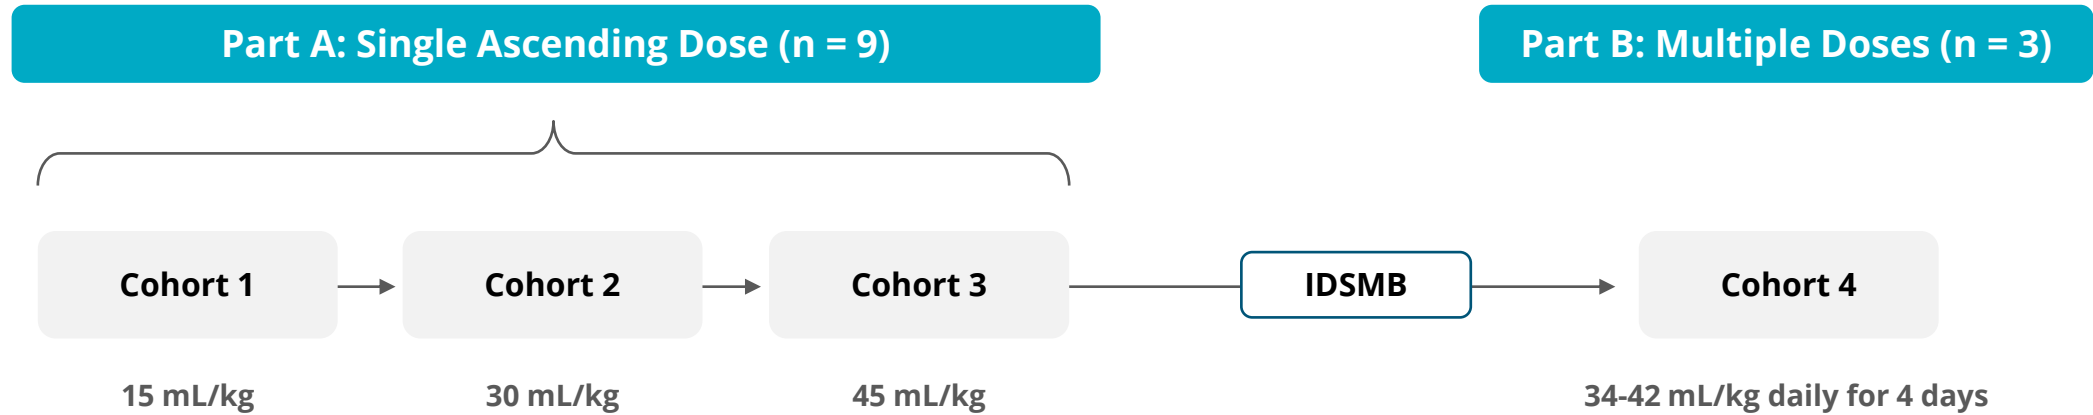 Part A: Single Ascending Dose (n = 9)
Part B: Multiple Doses (n = 3)
Cohort 1
Cohort 2
Cohort 3
IDSMB
Cohort 4
15 mL/kg
30 mL/kg
45 mL/kg
34-42 mL/kg daily for 4 days